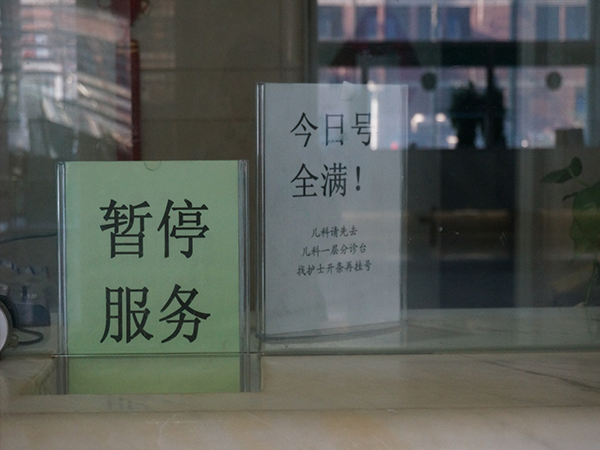 暂停
服务
今日号
全满！
儿科请先去
儿科一层分诊台
找护士开条再挂号